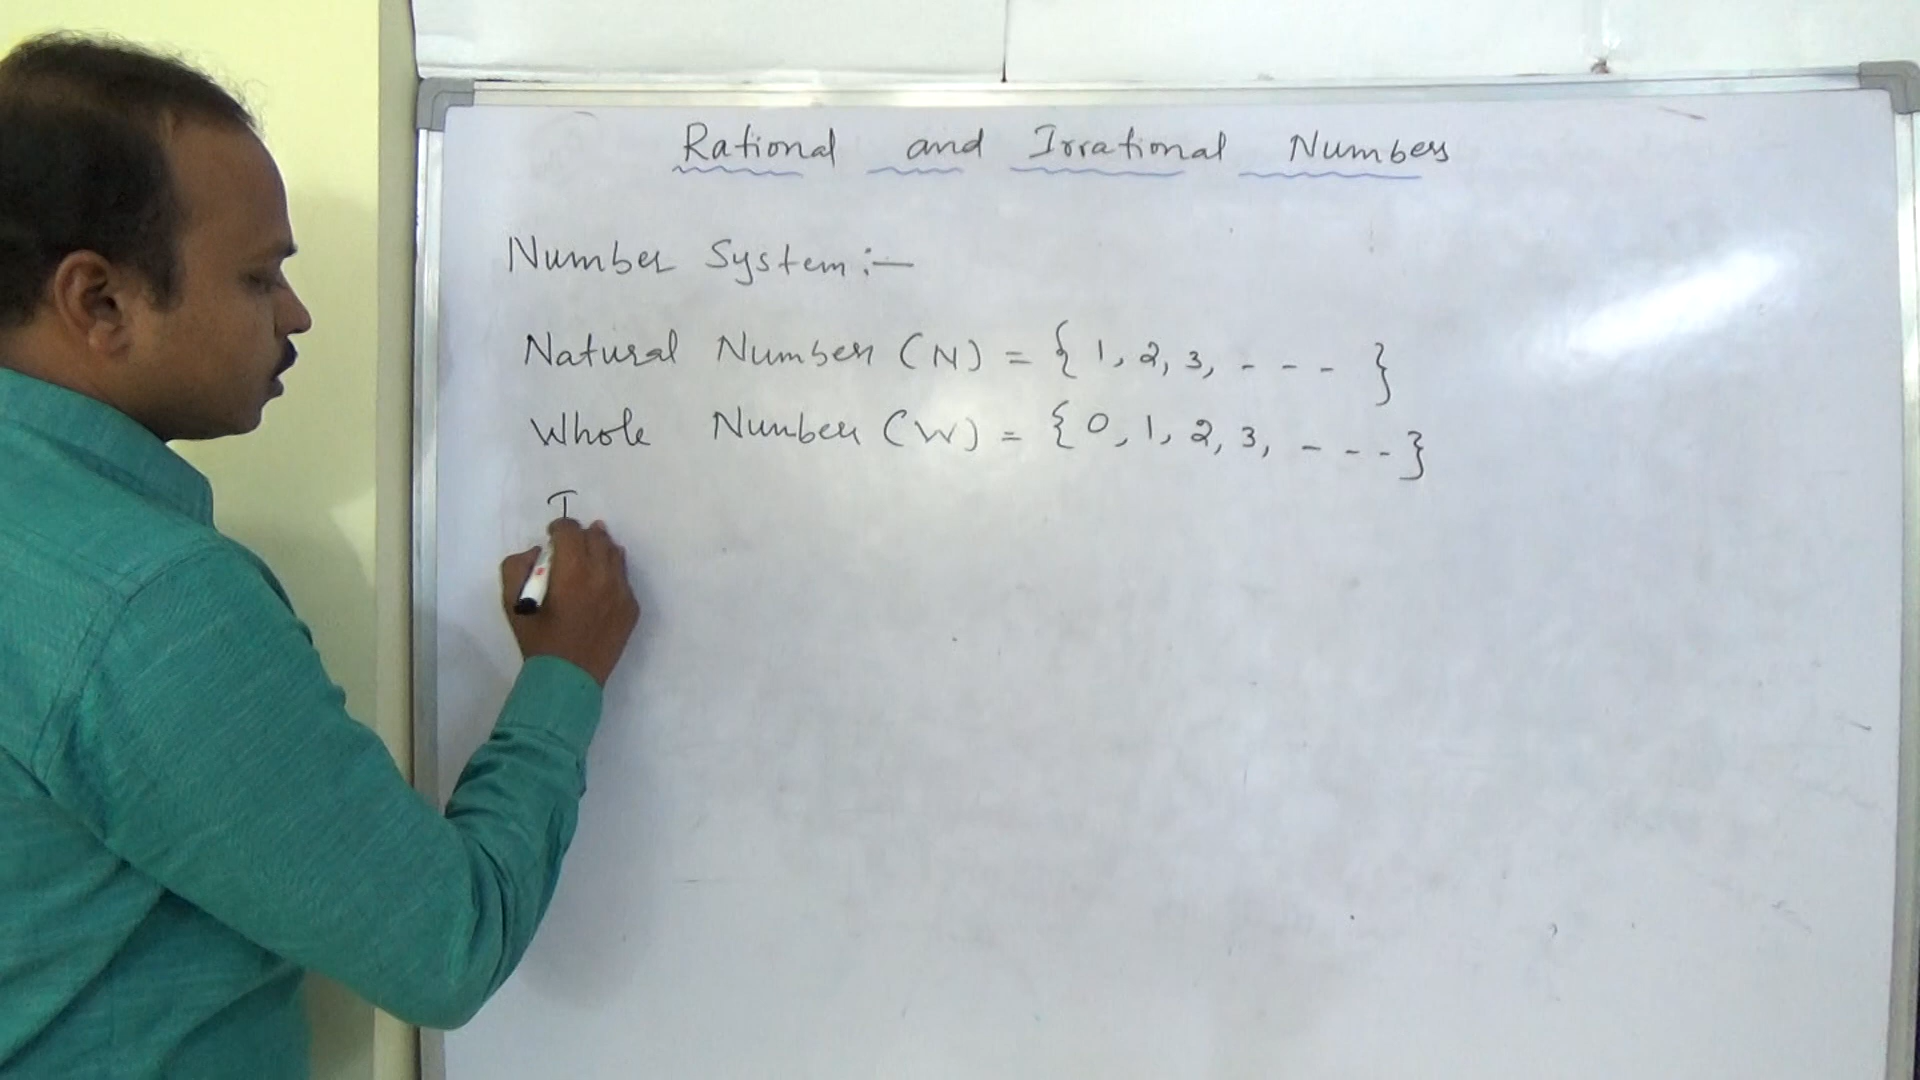 Rational and Irrational Numbers
Number System :—
Natural Number (N) = { 1, 2, 3, - - - }
Whole Number (W) = { 0, 1, 2, 3, - - - }
I